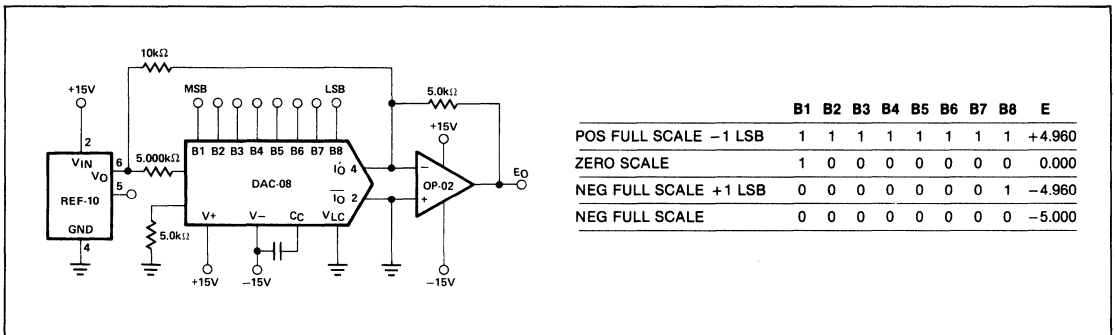 10kΩ
+15V
MSB
LSB
5.0kΩ
2
B1 B2 B3 B4 B5 B6 B7 B8
+15V
VIN
VO
6
5.000kΩ
5
IO 4
DAC-08
IO 2
−
+
OP-02
EO
REF-10
GND
4
5.0kΩ
V+
V−
CC
VLC
+15V
−15V
−15V
B1 B2 B3 B4 B5 B6 B7 B8 E
POS FULL SCALE −1 LSB 1 1 1 1 1 1 1 1 +4.960
ZERO SCALE 1 0 0 0 0 0 0 0 0.000
NEG FULL SCALE +1 LSB 0 0 0 0 0 0 0 1 −4.960
NEG FULL SCALE 0 0 0 0 0 0 0 0 −5.000